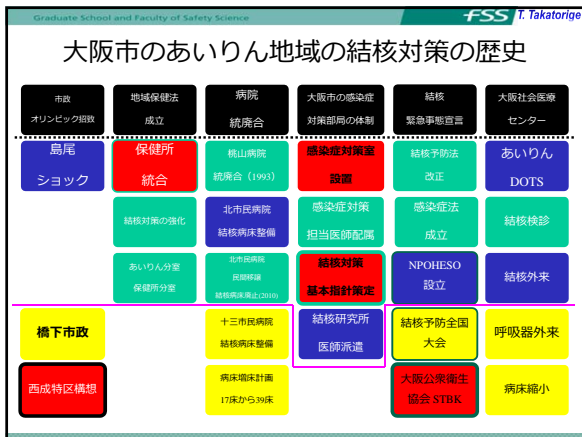 Graduate School and Faculty of Safety Science
FSS
T. Takatorige
大阪市のあいりん地域の結核対策の歴史
市政
オリンピック招致
地域保健法
成立
病院
統廃合
大阪市の感染症
対策部局の体制
結核
緊急事態宣言
大阪社会医療
センター
島尾
ショック
保健所
統合
桃山病院
統廃合（1993）
感染症対策室
設置
結核予防法
改正
あいりん
DOTS
結核対策の強化
北市民病院
結核病床整備
感染症対策
担当医師配属
感染症法
成立
結核検診
あいりん分室
保健所分室
北市民病院
民間移譲
結核病床廃止(2010)
結核対策
基本指針策定
NPOHESO
設立
結核外来
橋下市政
十三市民病院
結核病床整備
結核研究所
医師派遣
結核予防全国
大会
呼吸器外来
西成特区構想
病床増床計画
17床から39床
大阪公衆衛生
協会 STBK
病床縮小